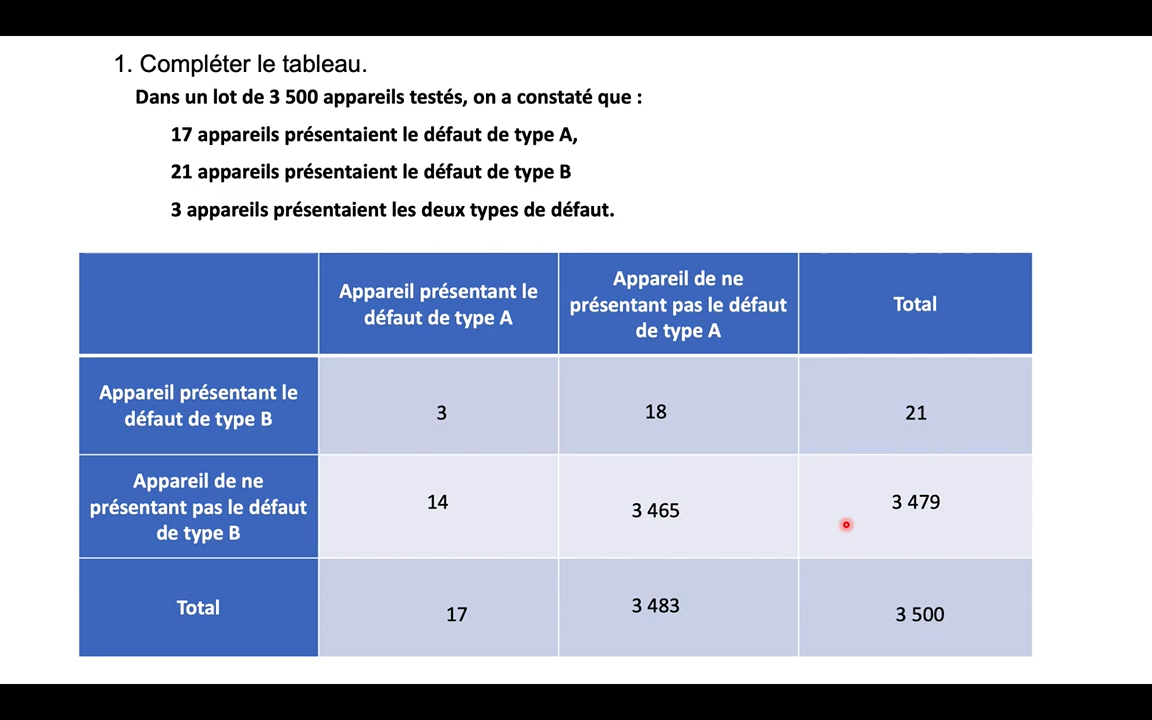 1. Compléter le tableau.
Dans un lot de 3 500 appareils testés, on a constaté que :
17 appareils présentaient le défaut de type A,
21 appareils présentaient le défaut de type B
3 appareils présentaient les deux types de défaut.
Appareil présentant le
défaut de type A
Appareil de ne
présentant pas le défaut
de type A
Total
Appareil présentant le
défaut de type B
3
18
21
Appareil de ne
présentant pas le défaut
de type B
14
3 465
3 479
Total
17
3 483
3 500